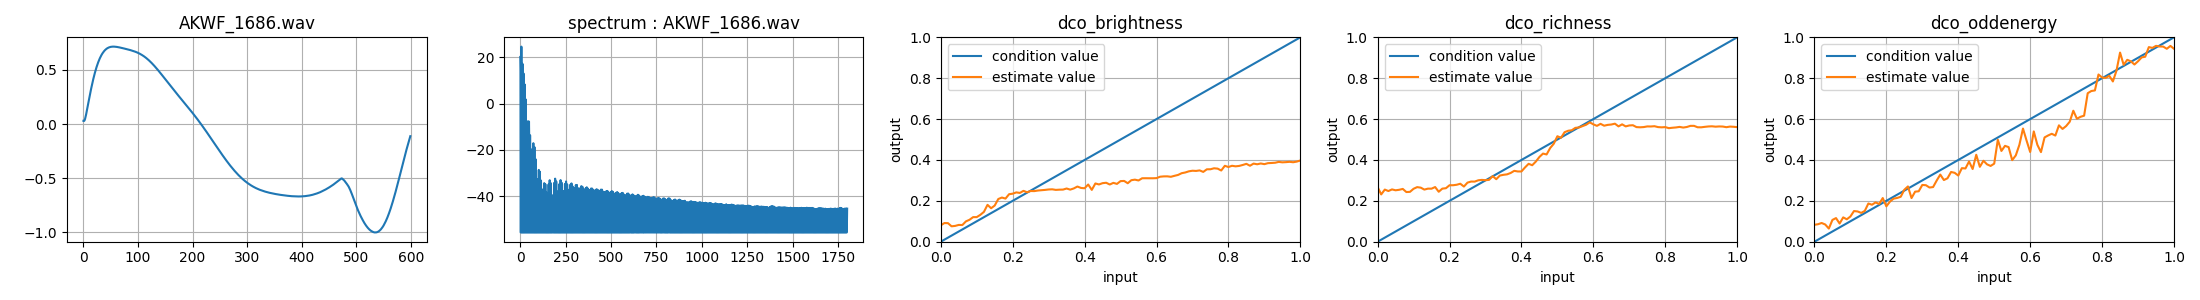 AKWF_1686.wav
0.5
0.0
−0.5
−1.0
0 100 200 300 400 500 600
spectrum : AKWF_1686.wav
20
0
−20
−40
0 250 500 750 1000 1250 1500 1750
dco_brightness
condition value
estimate value
output
1.0
0.8
0.6
0.4
0.2
0.0
0.0 0.2 0.4 0.6 0.8 1.0
input
dco_richness
condition value
estimate value
output
1.0
0.8
0.6
0.4
0.2
0.0
0.0 0.2 0.4 0.6 0.8 1.0
input
dco_oddenergy
condition value
estimate value
output
1.0
0.8
0.6
0.4
0.2
0.0
0.0 0.2 0.4 0.6 0.8 1.0
input